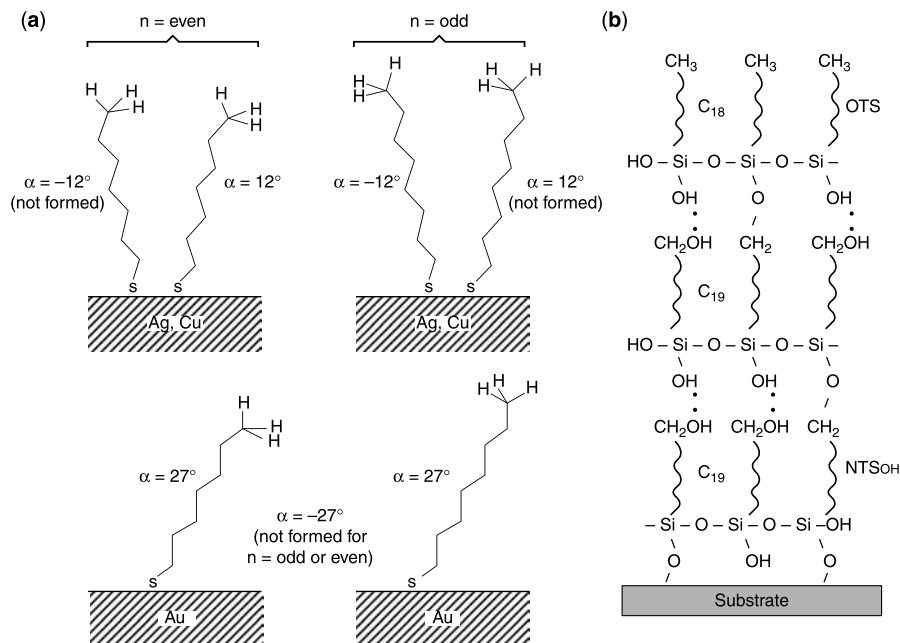 (a)
n = even
n = odd
H H H
H H H
H H H
H H H
α = –12°
(not formed)
α = 12°
α = –12°
α = 12°
(not formed)
s s
s s
Ag, Cu
Ag, Cu
H H H
H H H
α = 27°
α = 27°
α = –27°
(not formed for
n = odd or even)
s
s
Au
Au
(b)
CH₃ CH₃ CH₃
C₁₈ OTS
HO – Si – O – Si – O – Si –
OH O OH
CH₂OH CH₂ CH₂OH
C₁₉
HO – Si – O – Si – O – Si –
OH OH O
CH₂OH CH₂OH CH₂
C₁₉ NTSOH
– Si – O – Si – O – Si –OH
O OH O
Substrate